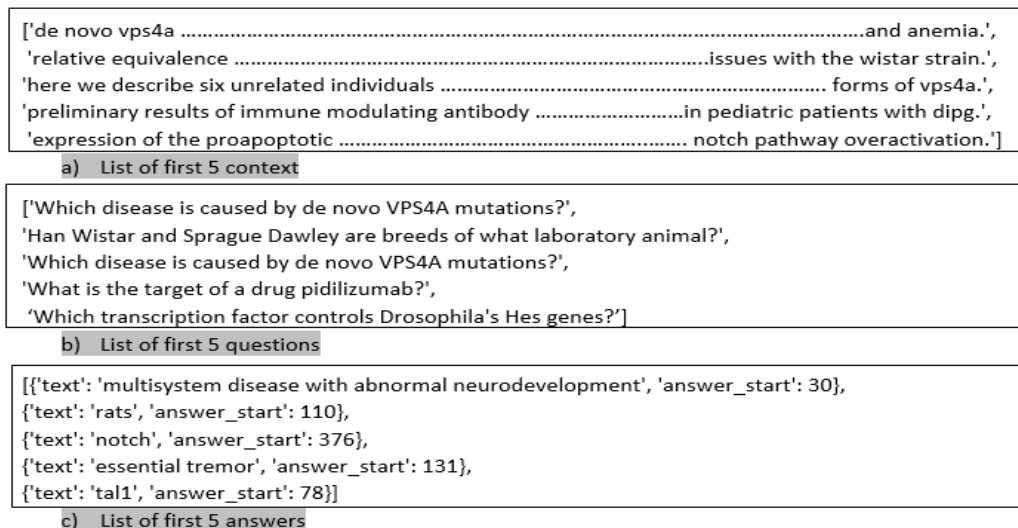 ['de novo vps4a ……………………………………………………………………………………………….and anemia.',
'relative equivalence …………………………………………………………………..issues with the wistar strain.',
'here we describe six unrelated individuals ……………………………………………………. forms of vps4a.',
'preliminary results of immune modulating antibody ………………………in pediatric patients with dipg.',
'expression of the proapoptotic ……………………………………………..…… notch pathway overactivation.']
a) List of first 5 context
['Which disease is caused by de novo VPS4A mutations?',
'Han Wistar and Sprague Dawley are breeds of what laboratory animal?',
'Which disease is caused by de novo VPS4A mutations?',
'What is the target of a drug pidilizumab?',
‘Which transcription factor controls Drosophila's Hes genes?’]
b) List of first 5 questions
[{'text': 'multisystem disease with abnormal neurodevelopment', 'answer_start': 30},
{'text': 'rats', 'answer_start': 110},
{'text': 'notch', 'answer_start': 376},
{'text': 'essential tremor', 'answer_start': 131},
{'text': 'tal1', 'answer_start': 78}]
c) List of first 5 answers